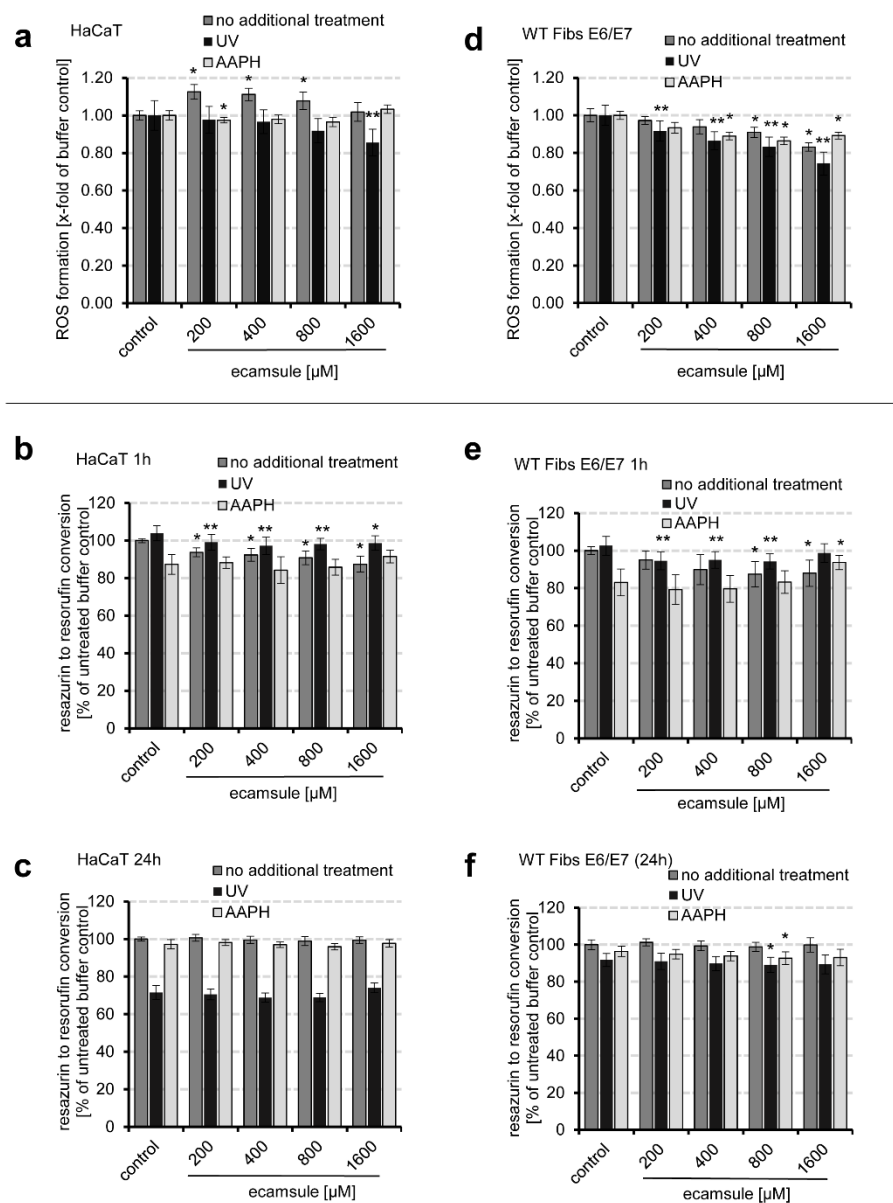 a
HaCaT
no additional treatment
UV
AAPH
ROS formation [x-fold of buffer control]
1.20
1.00
0.80
0.60
0.40
0.20
0.00
* * * * **
control
200
400
800
1600
ecamsule [µM]
d
WT Fibs E6/E7
no additional treatment
UV
AAPH
ROS formation [x-fold of buffer control]
1.20
1.00
0.80
0.60
0.40
0.20
0.00
** ** * * ** * * ** *
control
200
400
800
1600
ecamsule [µM]
b
HaCaT 1h
no additional treatment
UV
AAPH
resazurin to resorufin conversion
[% of untreated buffer control]
120
100
80
60
40
20
0
* ** * ** * ** * *
control
200
400
800
1600
ecamsule [µM]
e
WT Fibs E6/E7 1h
no additional treatment
UV
AAPH
resazurin to resorufin conversion
[% of untreated buffer control]
120
100
80
60
40
20
0
** ** * ** * *
control
200
400
800
1600
ecamsule [µM]
c
HaCaT 24h
no additional treatment
UV
AAPH
resazurin to resorufin conversion
[% of untreated buffer control]
120
100
80
60
40
20
0
control
200
400
800
1600
ecamsule [µM]
f
WT Fibs E6/E7 (24h)
no additional treatment
UV
AAPH
resazurin to resorufin conversion
[% of untreated buffer control]
120
100
80
60
40
20
0
* *
control
200
400
800
1600
ecamsule [µM]